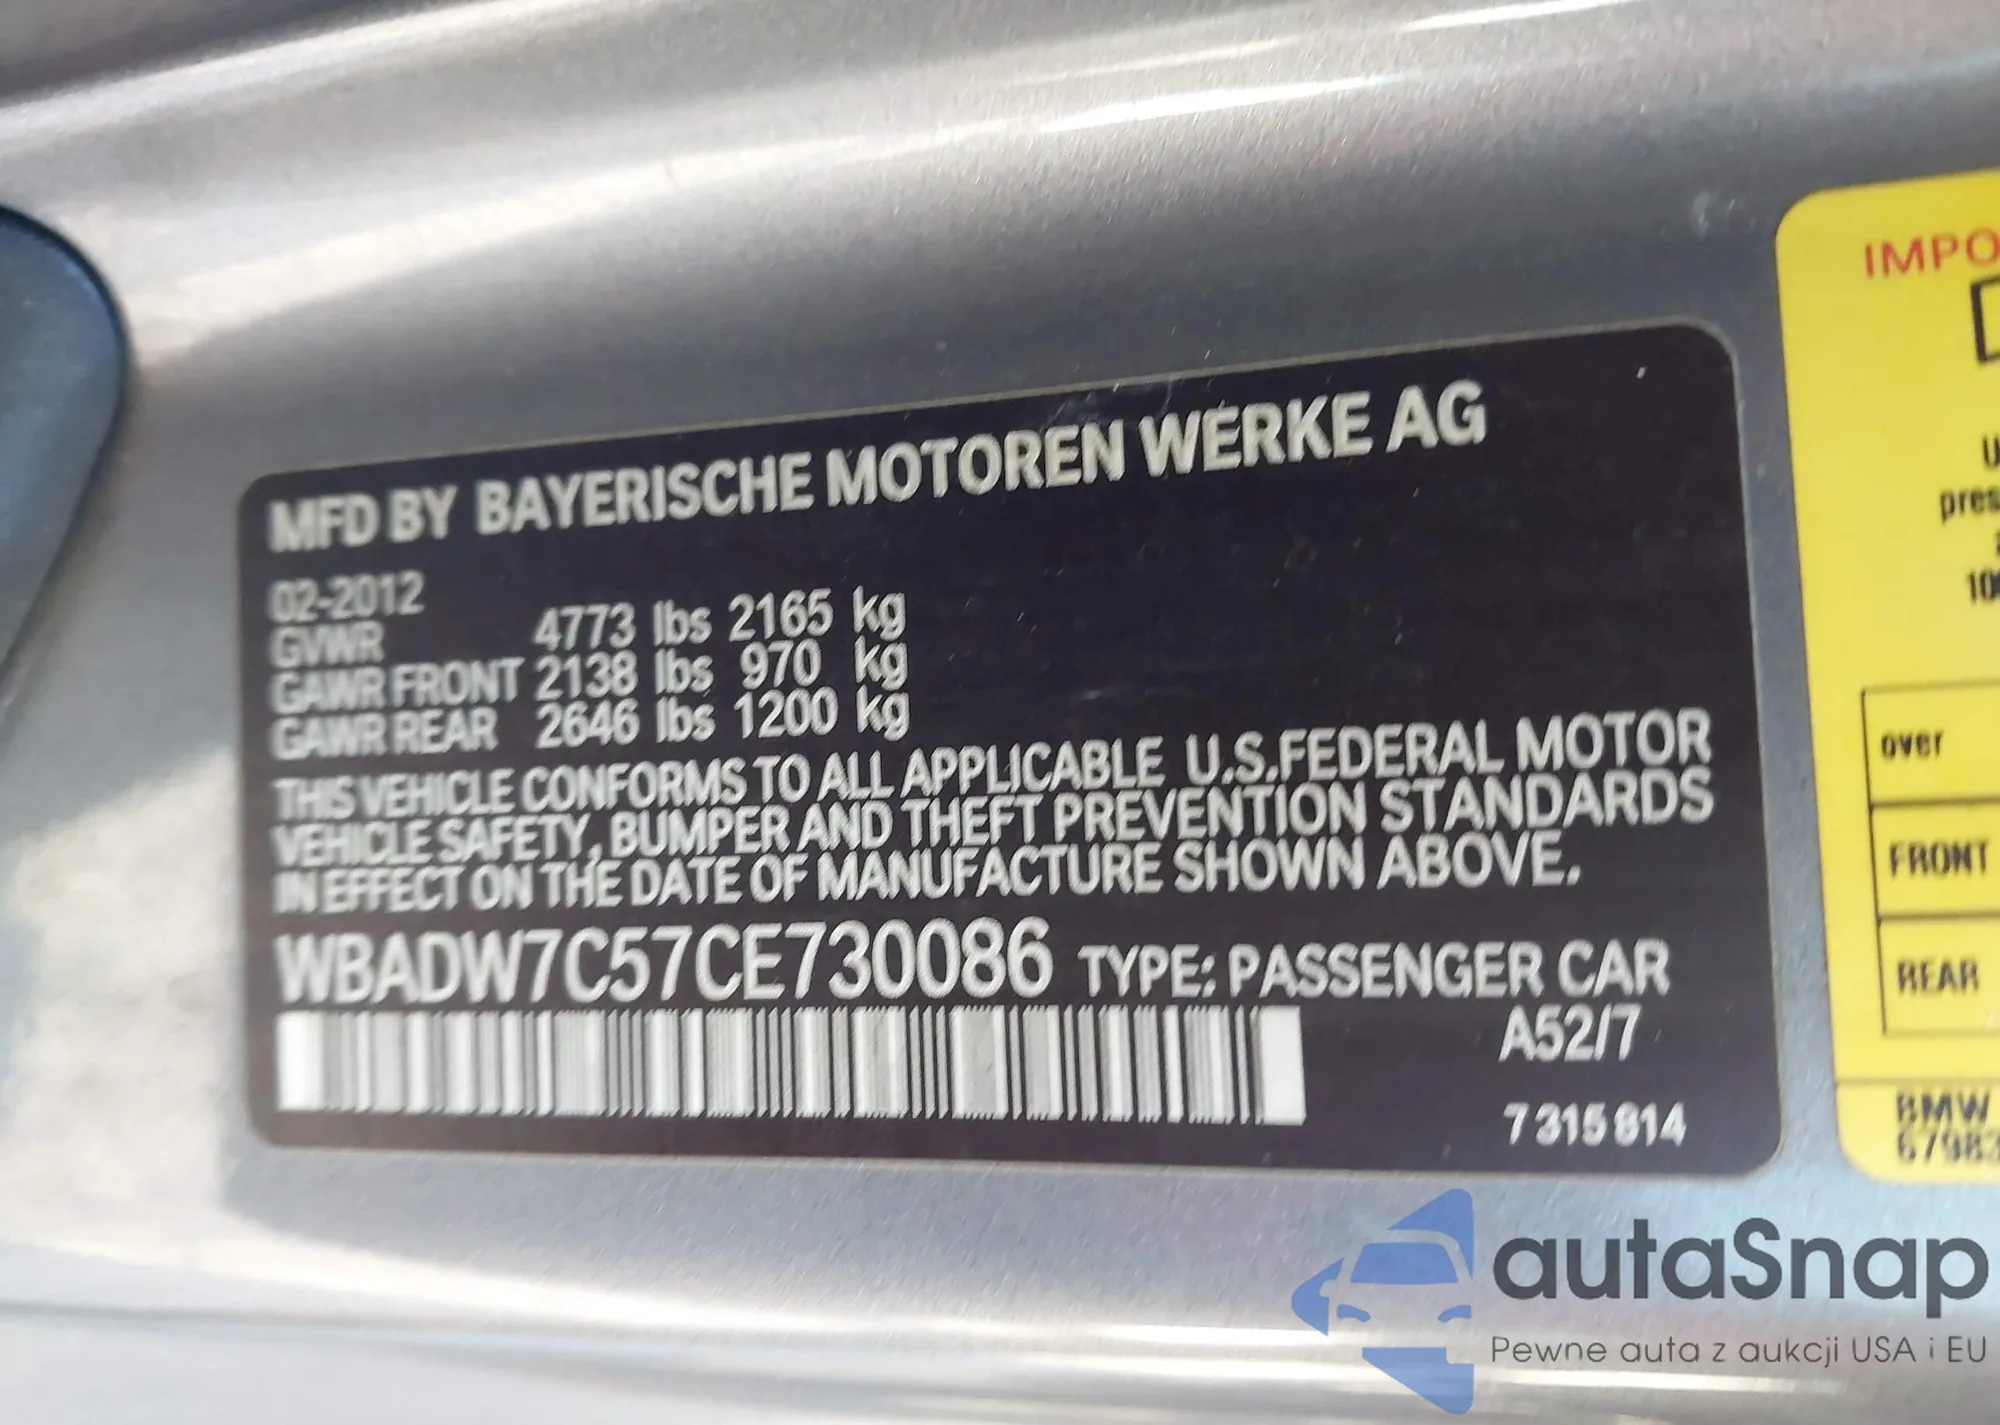 MFD BY BAYERISCHE MOTOREN WERKE AG
02-2012
GVWR 4773 lbs 2165 kg
GAWR FRONT 2138 lbs 970 kg
GAWR REAR 2646 lbs 1200 kg
THIS VEHICLE CONFORMS TO ALL APPLICABLE U.S.FEDERAL MOTOR
VEHICLE SAFETY, BUMPER AND THEFT PREVENTION STANDARDS
IN EFFECT ON THE DATE OF MANUFACTURE SHOWN ABOVE.
WBADW7C57CE730086 TYPE: PASSENGER CAR
A52/7
7 315 814
IMPO
pres
over
FRONT
REAR
BMW
67983
autaSnap
Pewne auta z aukcji USA i EU